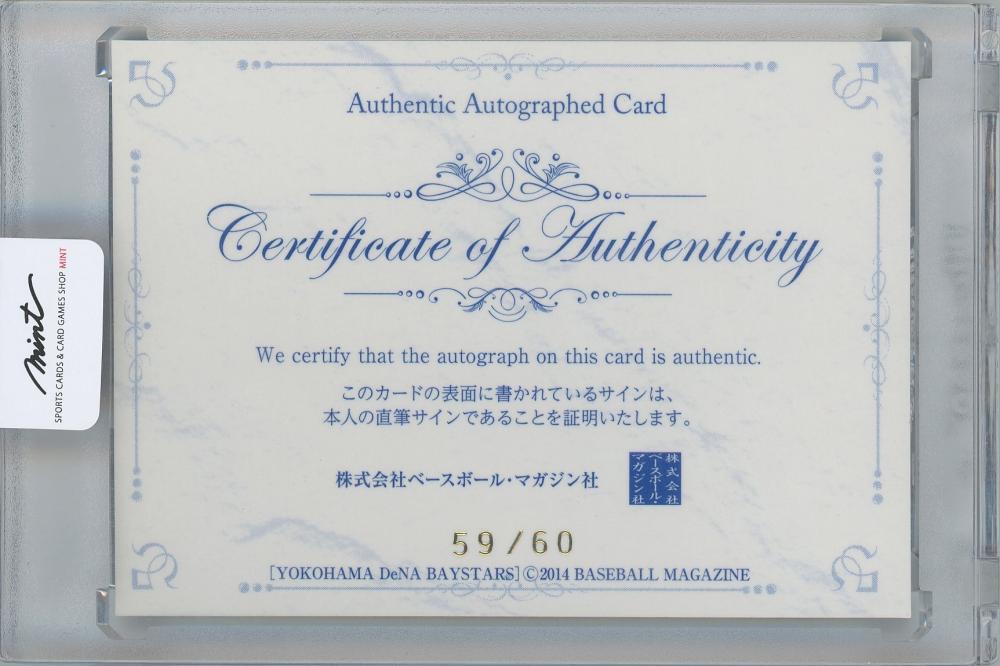 Authentic Autographed Card
Certificate of Authenticity
We certify that the autograph on this card is authentic.
このカードの表面に書かれているサインは、
本人の直筆サインであることを証明いたします。
株式会社ベースボール・マガジン社
株式会社
ベースボール・
マガジン社
59/60
[YOKOHAMA DeNA BAYSTARS]©2014 BASEBALL MAGAZINE
mint
SPORTS CARDS & CARD GAMES SHOP MINT